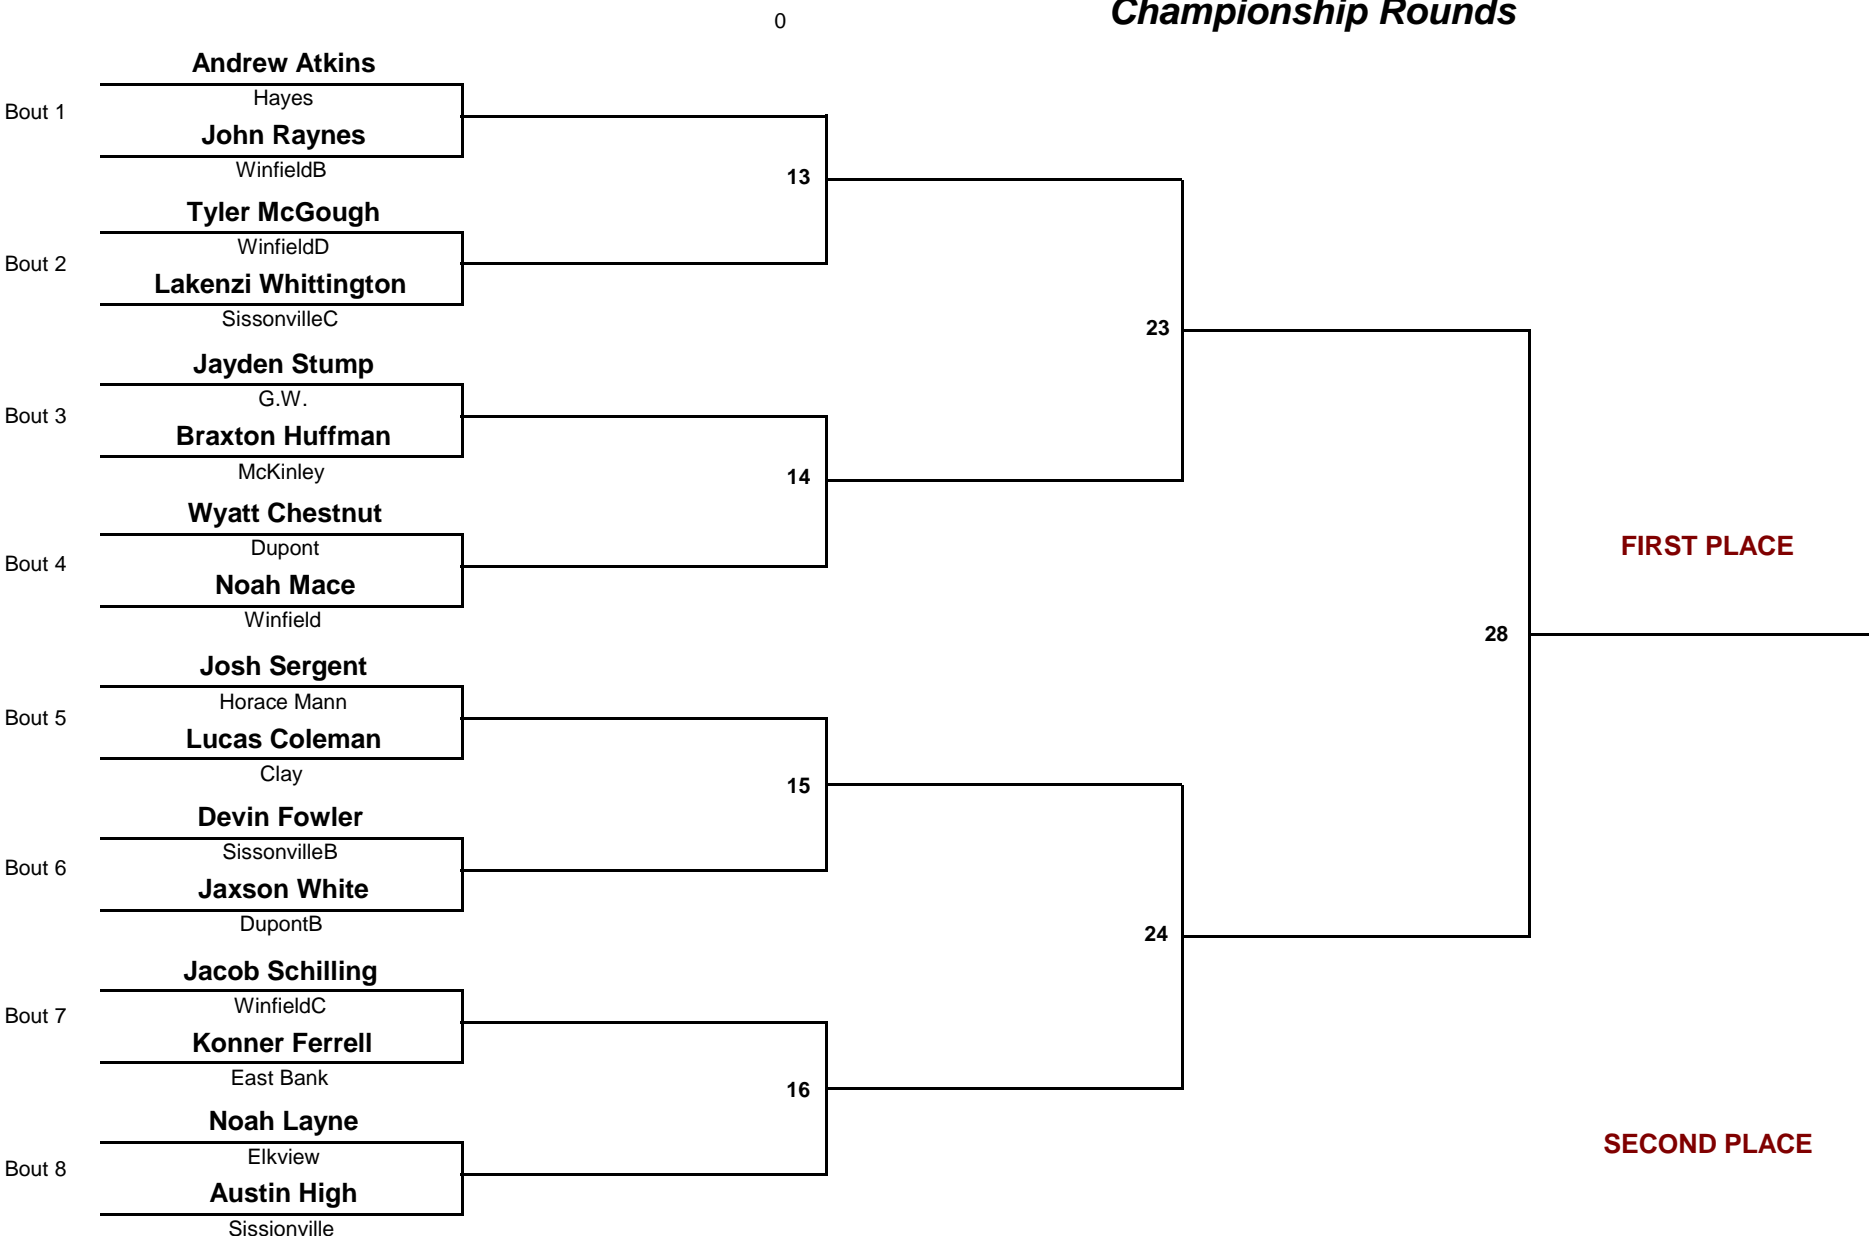 0
Championship Rounds
Andrew Atkins
Bout 1
Hayes
John Raynes
WinfieldB
13
Tyler McGough
Bout 2
WinfieldD
Lakenzi Whittington
SissonvilleC
23
Jayden Stump
Bout 3
G.W.
Braxton Huffman
McKinley
14
Wyatt Chestnut
Bout 4
Dupont
Noah Mace
Winfield
FIRST PLACE
28
Josh Sergent
Bout 5
Horace Mann
Lucas Coleman
Clay
15
Devin Fowler
Bout 6
SissonvilleB
Jaxson White
DupontB
24
Jacob Schilling
Bout 7
WinfieldC
Konner Ferrell
East Bank
16
Noah Layne
Bout 8
Elkview
Austin High
Sissionville
SECOND PLACE